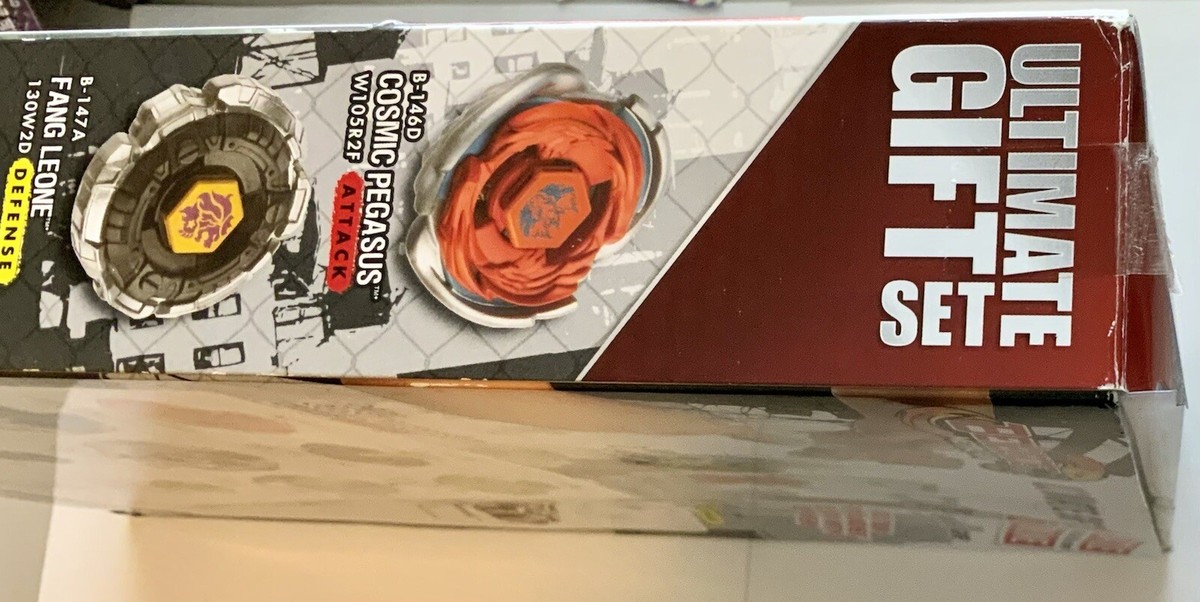 ULTIMATE
GIFT
SET
B-146D
COSMIC PEGASUS™
W105R2F ATTACK
B-147A
FANG LEONE™
130W2D DEFENSE